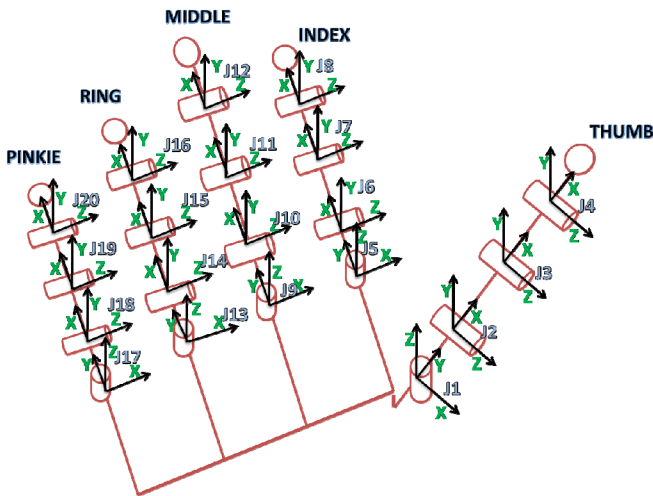 MIDDLE
INDEX
RING
PINKIE
THUMB
J12
Y
X
Z
J8
Y
X
Z
J16
Y
X
Z
J11
Y
X
Z
J7
Y
X
Z
J20
Y
X
Z
J15
Y
X
Z
J10
Y
X
Z
J6
Y
X
Z
J4
Y
X
Z
J19
Y
X
Z
J14
Y
X
Z
J9
Z
Y
X
J5
Z
Y
X
J3
Y
X
Z
J18
Y
X
Z
J13
Z
Y
X
J2
Y
X
Z
J17
Z
Y
X
J1
Z
Y
X